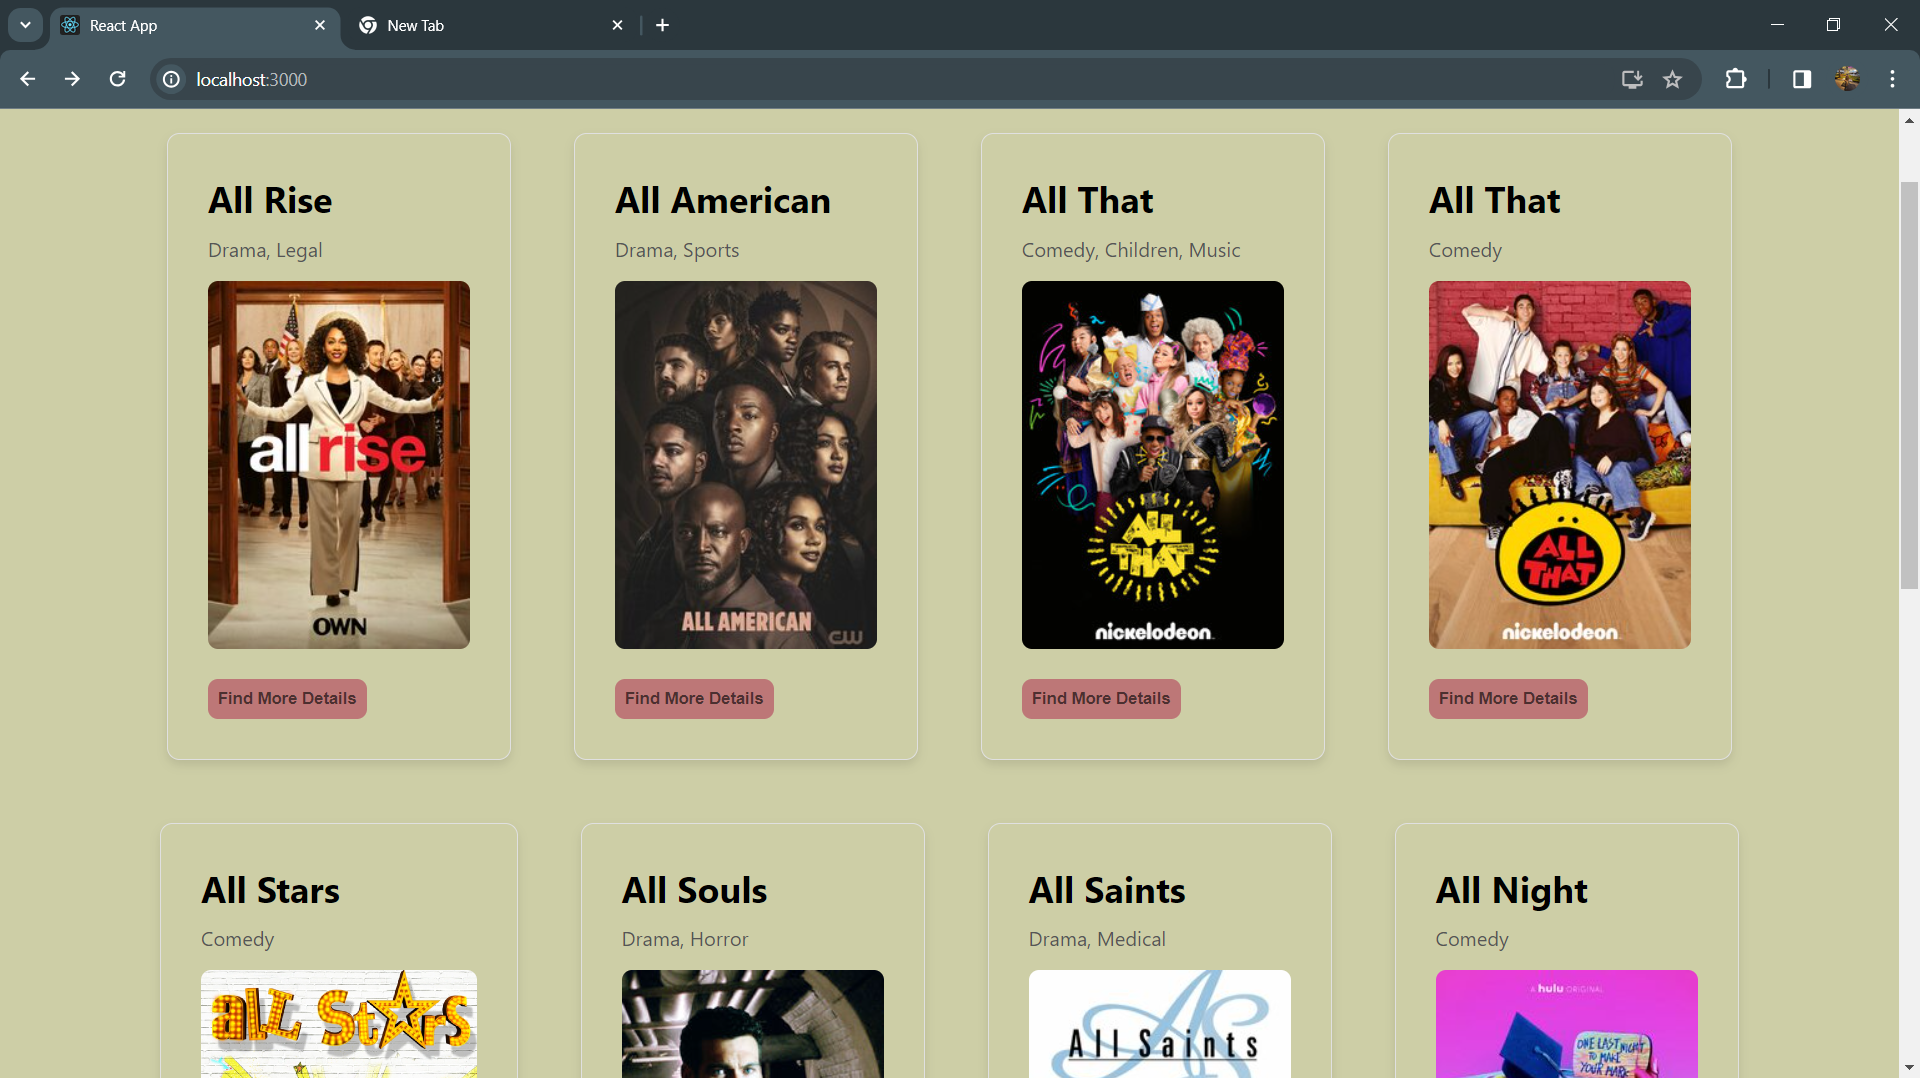 React App
New Tab
localhost:3000
All Rise
Drama, Legal
all rise
OWN
Find More Details
All American
Drama, Sports
ALL AMERICAN
CW
Find More Details
All That
Comedy, Children, Music
ALL
THAT
nickelodeon
Find More Details
All That
Comedy
ALL
THAT
nickelodeon
Find More Details
All Stars
Comedy
all Stars
All Souls
Drama, Horror
All Saints
Drama, Medical
AS
All Saints
All Night
Comedy
A hulu ORIGINAL
ONE LAST NIGHT
TO MAKE
YOUR MARK